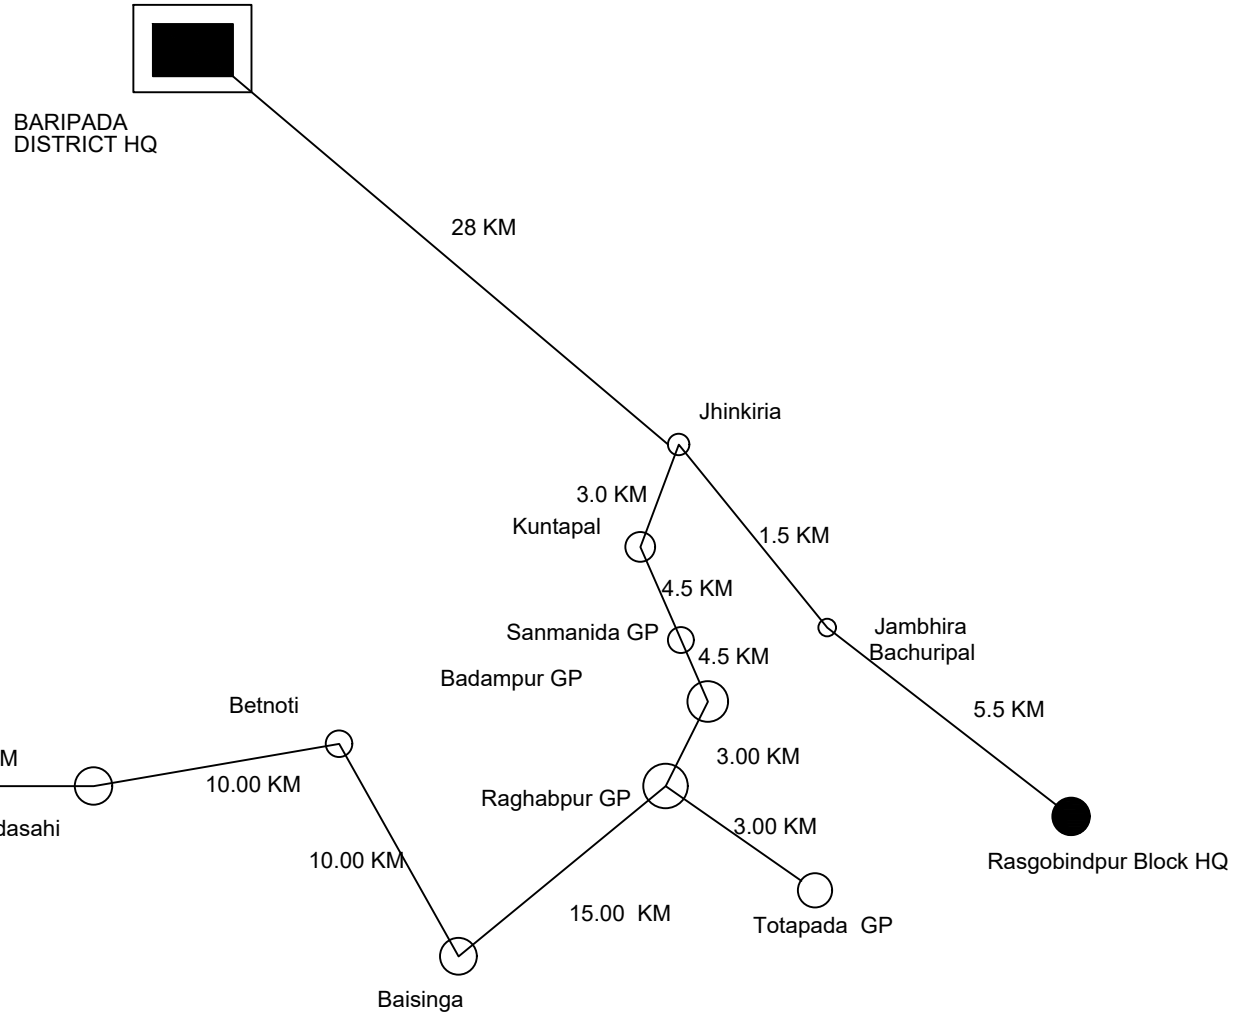 BARIPADA
DISTRICT HQ
28 KM
Jhinkiria
3.0 KM
Kuntapal
1.5 KM
4.5 KM
Sanmanida GP
Jambhira
Bachuripal
4.5 KM
Badampur GP
Betnoti
5.5 KM
M
3.00 KM
10.00 KM
Raghabpur GP
dasahi
3.00 KM
10.00 KM
Rasgobindpur Block HQ
15.00 KM
Totapada GP
Baisinga